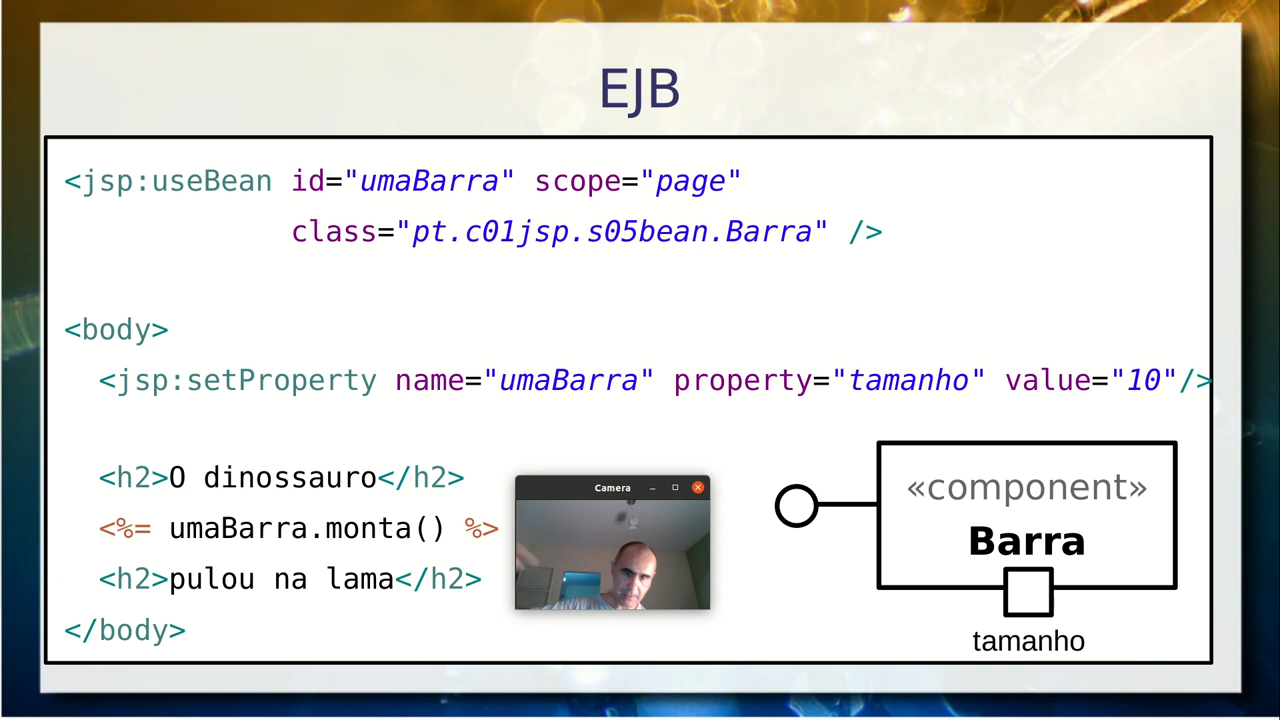 EJB
<jsp:useBean id="umaBarra" scope="page"
class="pt.c01jsp.s05bean.Barra" />
<body>
<jsp:setProperty name="umaBarra" property="tamanho" value="10"/>
<h2>O dinossauro</h2>
<%= umaBarra.monta() %>
<h2>pulou na lama</h2>
</body>
Camera
«component»
Barra
tamanho